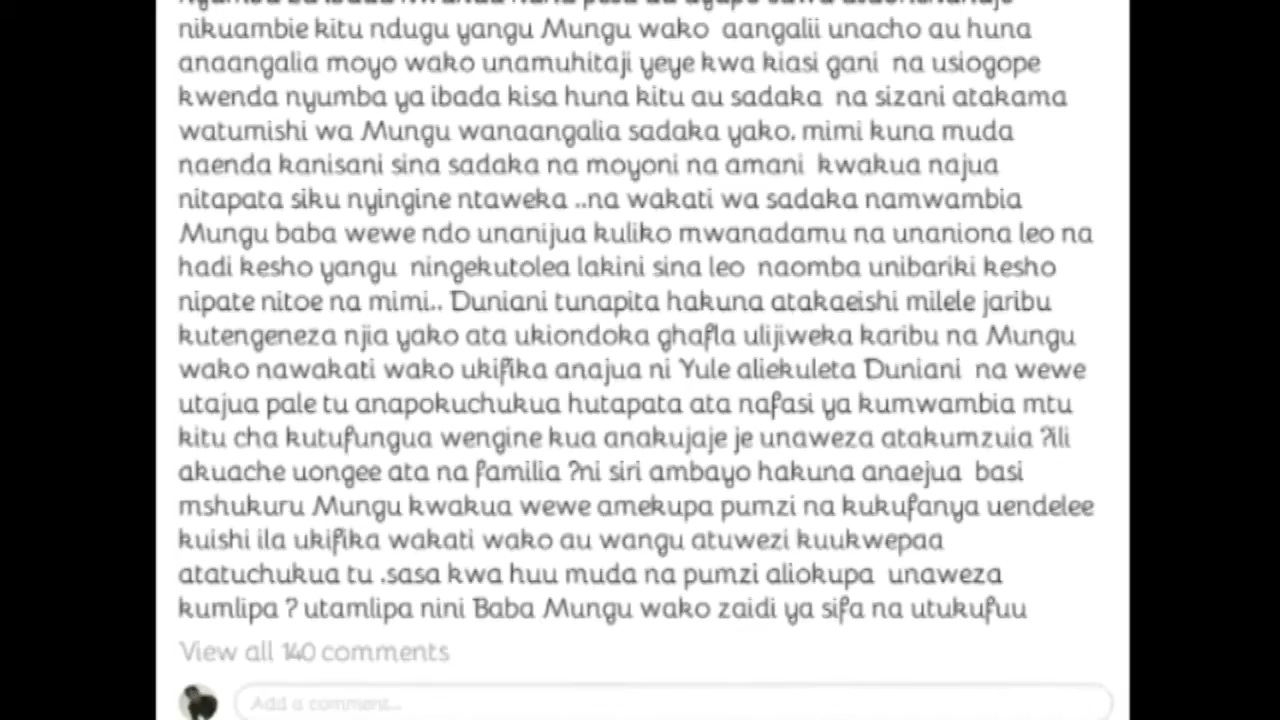 nikuambie kitu ndugu yangu Mungu wako aangalii unacho au huna
anaangalia moyo wako unamuhitaji yeye kwa kiasi gani na usiogope
kwenda nyumba ya ibada kisa huna kitu au sadaka na sizani atakama
watumishi wa Mungu wanaangalia sadaka yako. mimi kuna muda
naenda kanisani sina sadaka na moyoni na amani kwakua najua
nitapata siku nyingine ntaweka ..na wakati wa sadaka namwambia
Mungu baba wewe ndo unanijua kuliko mwanadamu na unaniona leo na
hadi kesho yangu ningekutolea lakini sina leo naomba unibariki kesho
nipate nitoe na mimi.. Duniani tunapita hakuna atakaeishi milele jaribu
kutengeneza njia yako ata ukiondoka ghafla ulijiweka karibu na Mungu
wako nawakati wako ukifika anajua ni Yule aliekuleta Duniani na wewe
utajua pale tu anapokuchukua hutapata ata nafasi ya kumwambia mtu
kitu cha kutufungua wengine kua anakujaje je unaweza atakumzuia ?ili
akuache uongee ata na familia ?ni siri ambayo hakuna anaejua basi
mshukuru Mungu kwakua wewe amekupa pumzi na kukufanya uendelee
kuishi ila ukifika wakati wako au wangu atuwezi kuukwepaa
atatuchukua tu .sasa kwa huu muda na pumzi aliokupa unaweza
kumlipa ? utamlipa nini Baba Mungu wako zaidi ya sifa na utukufuu
View all 140 comments
Add a comment...